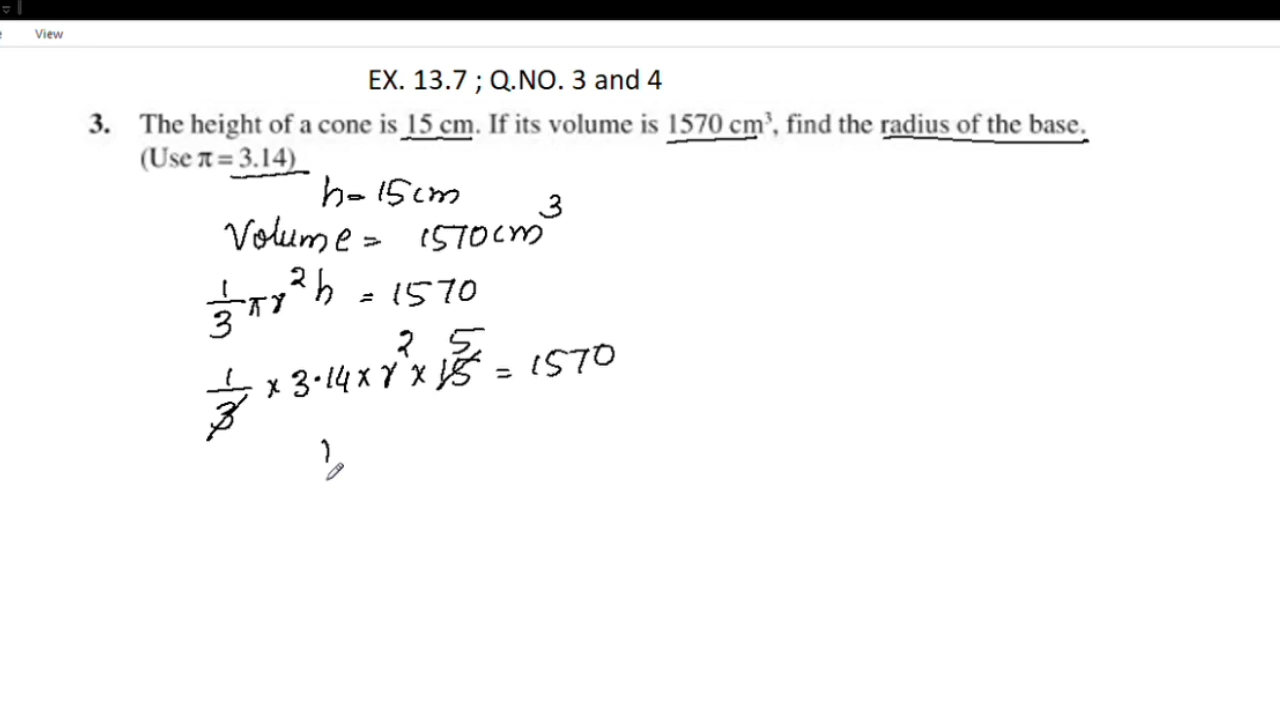 View
EX. 13.7 ; Q.NO. 3 and 4
3. The height of a cone is 15 cm. If its volume is 1570 cm³, find the radius of the base.
(Use π = 3.14)
h = 15cm
Volume = 1570cm³
1/3 πr²h = 1570
1/3 × 3.14 × r² × 15 5 = 1570